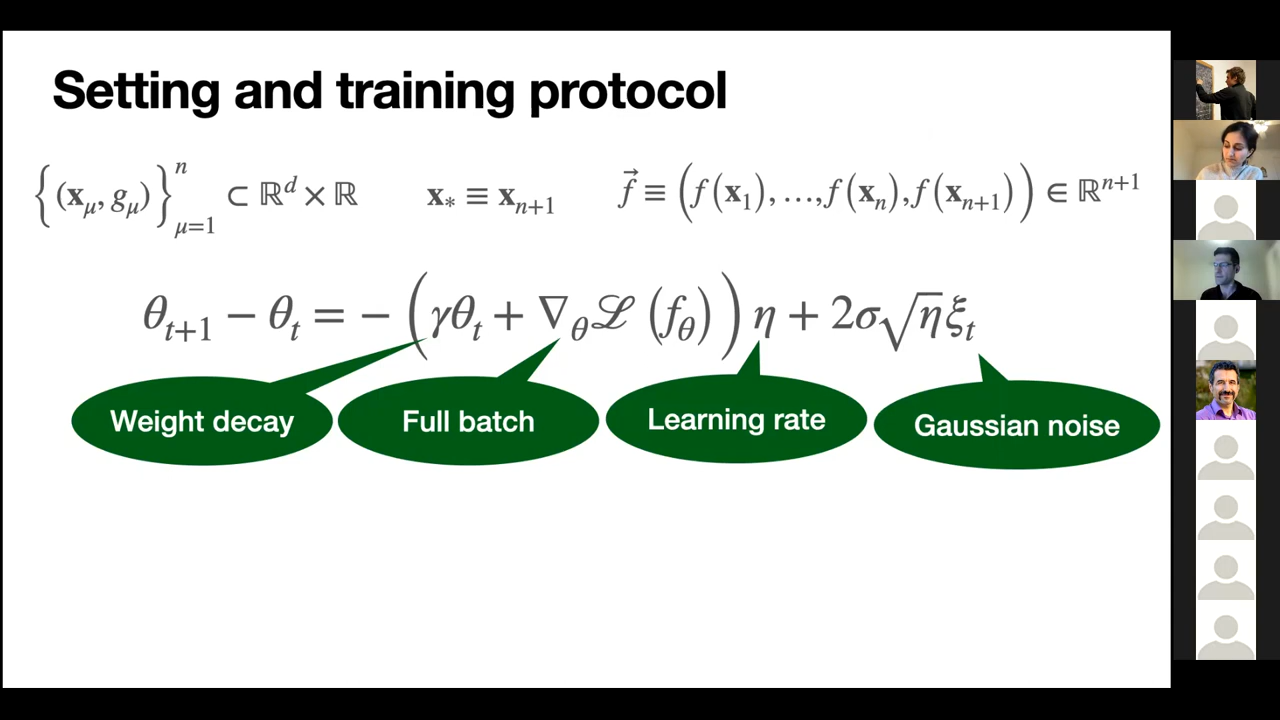 Setting and training protocol
{(𝐱_μ, g_μ)}_{μ=1}^n ⊂ ℝ^d × ℝ   𝐱_* ≡ 𝐱_{n+1}   f⃗ ≡ (f(𝐱_1), …, f(𝐱_n), f(𝐱_{n+1})) ∈ ℝ^{n+1}
θ_{t+1} − θ_t = − (γθ_t + ∇_θ ℒ (f_θ)) η + 2σ√η ξ_t
Weight decay
Full batch
Learning rate
Gaussian noise